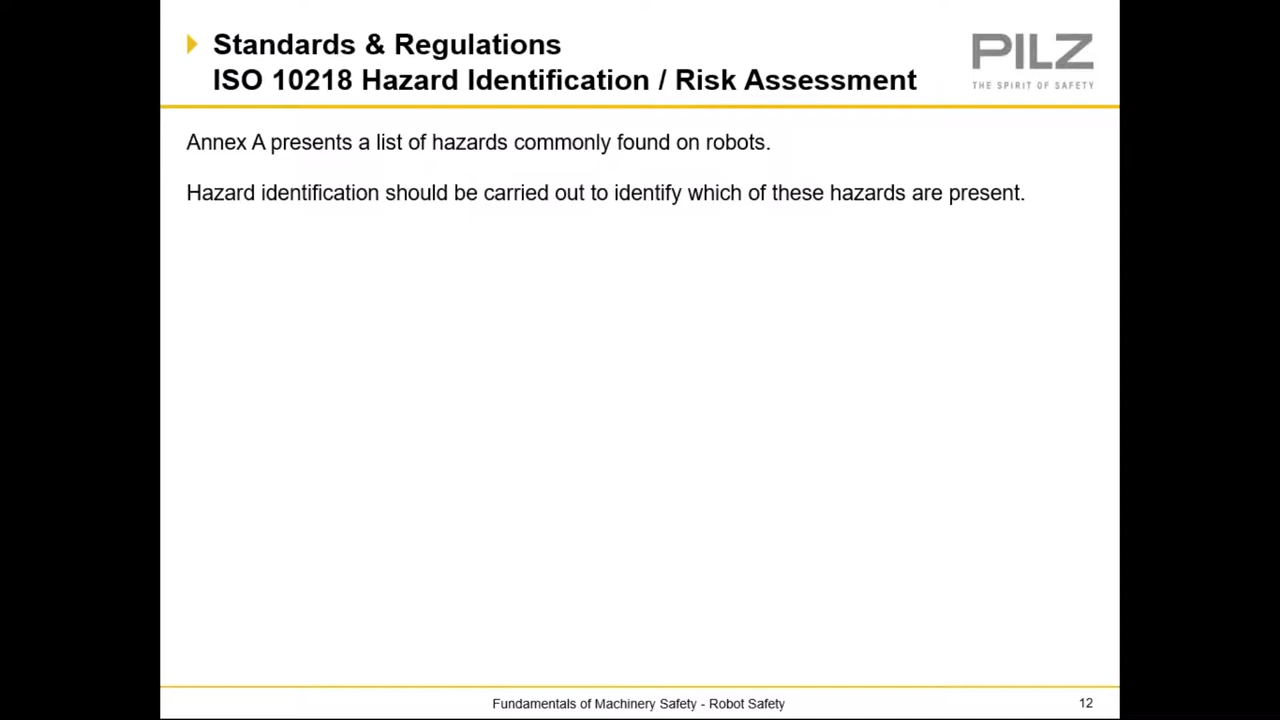 Standards & Regulations
ISO 10218 Hazard Identification / Risk Assessment
PILZ
THE SPIRIT OF SAFETY
Annex A presents a list of hazards commonly found on robots.
Hazard identification should be carried out to identify which of these hazards are present.
Fundamentals of Machinery Safety - Robot Safety
12